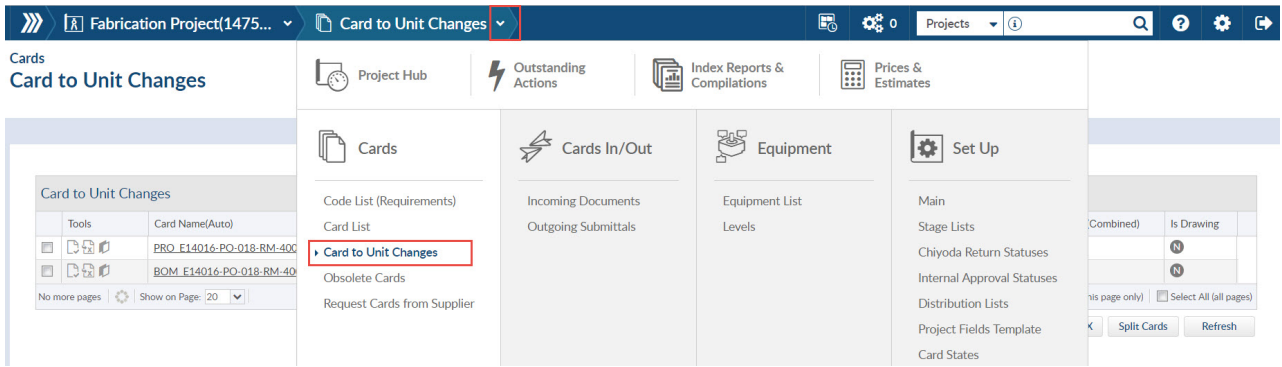 Fabrication Project(1475...
Card to Unit Changes
0
Projects
Cards
Card to Unit Changes
Project Hub
Outstanding
Actions
Index Reports &
Compilations
Prices &
Estimates
Cards
Code List (Requirements)
Card List
Card to Unit Changes
Obsolete Cards
Request Cards from Supplier
Cards In/Out
Incoming Documents
Outgoing Submittals
Equipment
Equipment List
Levels
Set Up
Main
Stage Lists
Chiyoda Return Statuses
Internal Approval Statuses
Distribution Lists
Project Fields Template
Card States
Card to Unit Changes
Tools Card Name(Auto) (Combined) Is Drawing
PRO_E14016-PO-018-RM-400 N
BOM_E14016-PO-018-RM-40 N
No more pages Show on Page: 20 his page only) Select All (all pages)
X Split Cards Refresh